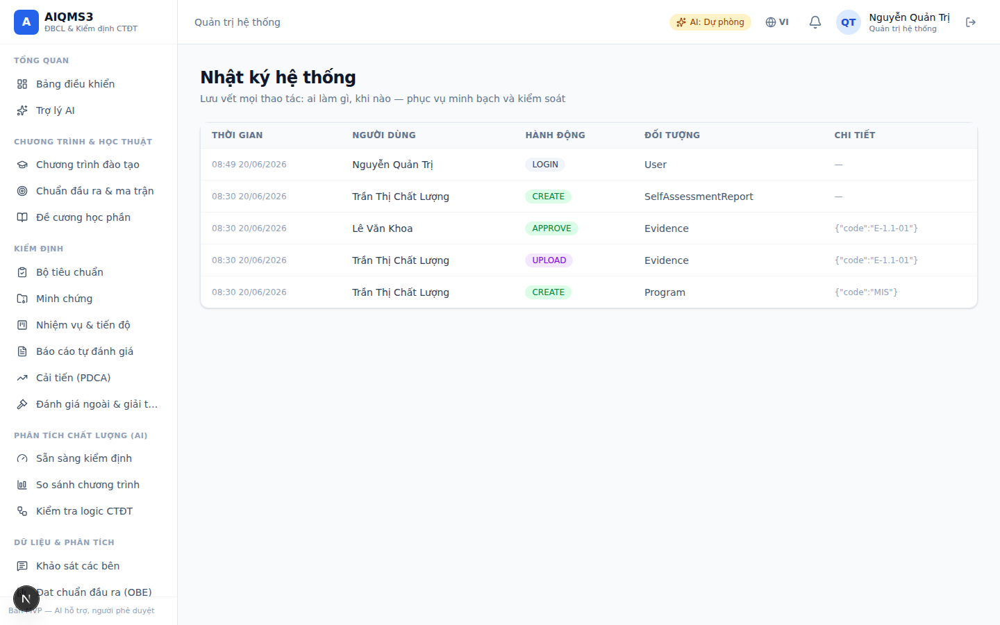 A
AIQMS3
ĐBCL & Kiểm định CTĐT
Quản trị hệ thống
AI: Dự phòng
VI
QT
Nguyễn Quản Trị
Quản trị hệ thống
TỔNG QUAN
Bảng điều khiển
Trợ lý AI
CHƯƠNG TRÌNH & HỌC THUẬT
Chương trình đào tạo
Chuẩn đầu ra & ma trận
Đề cương học phần
KIỂM ĐỊNH
Bộ tiêu chuẩn
Minh chứng
Nhiệm vụ & tiến độ
Báo cáo tự đánh giá
Cải tiến (PDCA)
Đánh giá ngoài & giải t...
PHÂN TÍCH CHẤT LƯỢNG (AI)
Sẵn sàng kiểm định
So sánh chương trình
Kiểm tra logic CTĐT
DỮ LIỆU & PHÂN TÍCH
Khảo sát các bên
Đạt chuẩn đầu ra (OBE)
N
— AI hỗ trợ, người phê duyệt
Nhật ký hệ thống
Lưu vết mọi thao tác: ai làm gì, khi nào — phục vụ minh bạch và kiểm soát
THỜI GIAN NGƯỜI DÙNG HÀNH ĐỘNG ĐỐI TƯỢNG CHI TIẾT
08:49 20/06/2026 Nguyễn Quản Trị LOGIN User —
08:30 20/06/2026 Trần Thị Chất Lượng CREATE SelfAssessmentReport —
08:30 20/06/2026 Lê Văn Khoa APPROVE Evidence {"code":"E-1.1-01"}
08:30 20/06/2026 Trần Thị Chất Lượng UPLOAD Evidence {"code":"E-1.1-01"}
08:30 20/06/2026 Trần Thị Chất Lượng CREATE Program {"code":"MIS"}